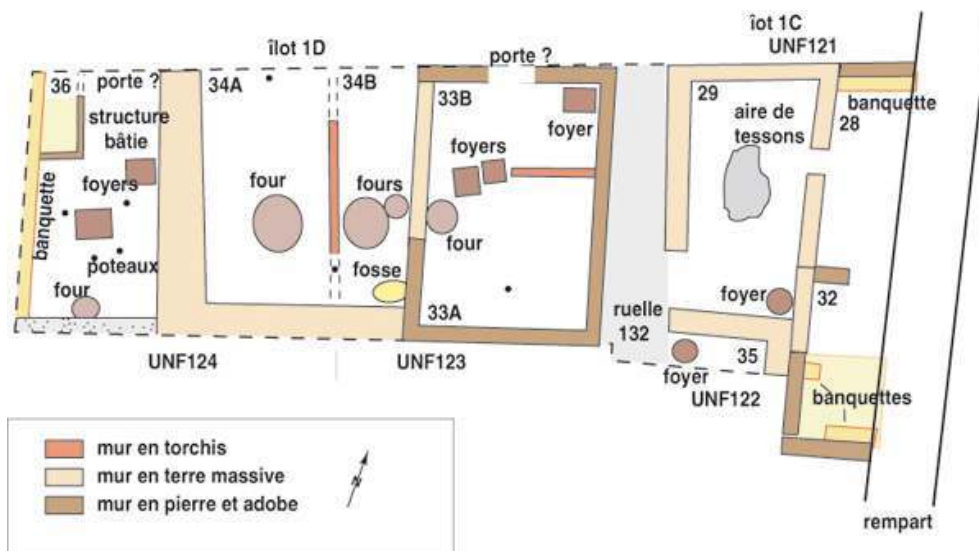 îlot 1D
îot 1C
UNF121
36
porte ?
34A
34B
porte ?
33B
29
banquette
28
structure
bâtie
foyer
aire de
tessons
foyers
foyers
banquette
four
fours
four
poteaux
fosse
four
33A
ruelle
132
foyer
32
35
foyer
UNF124
UNF123
UNF122
banquettes
mur en torchis
mur en terre massive
mur en pierre et adobe
N
rempart